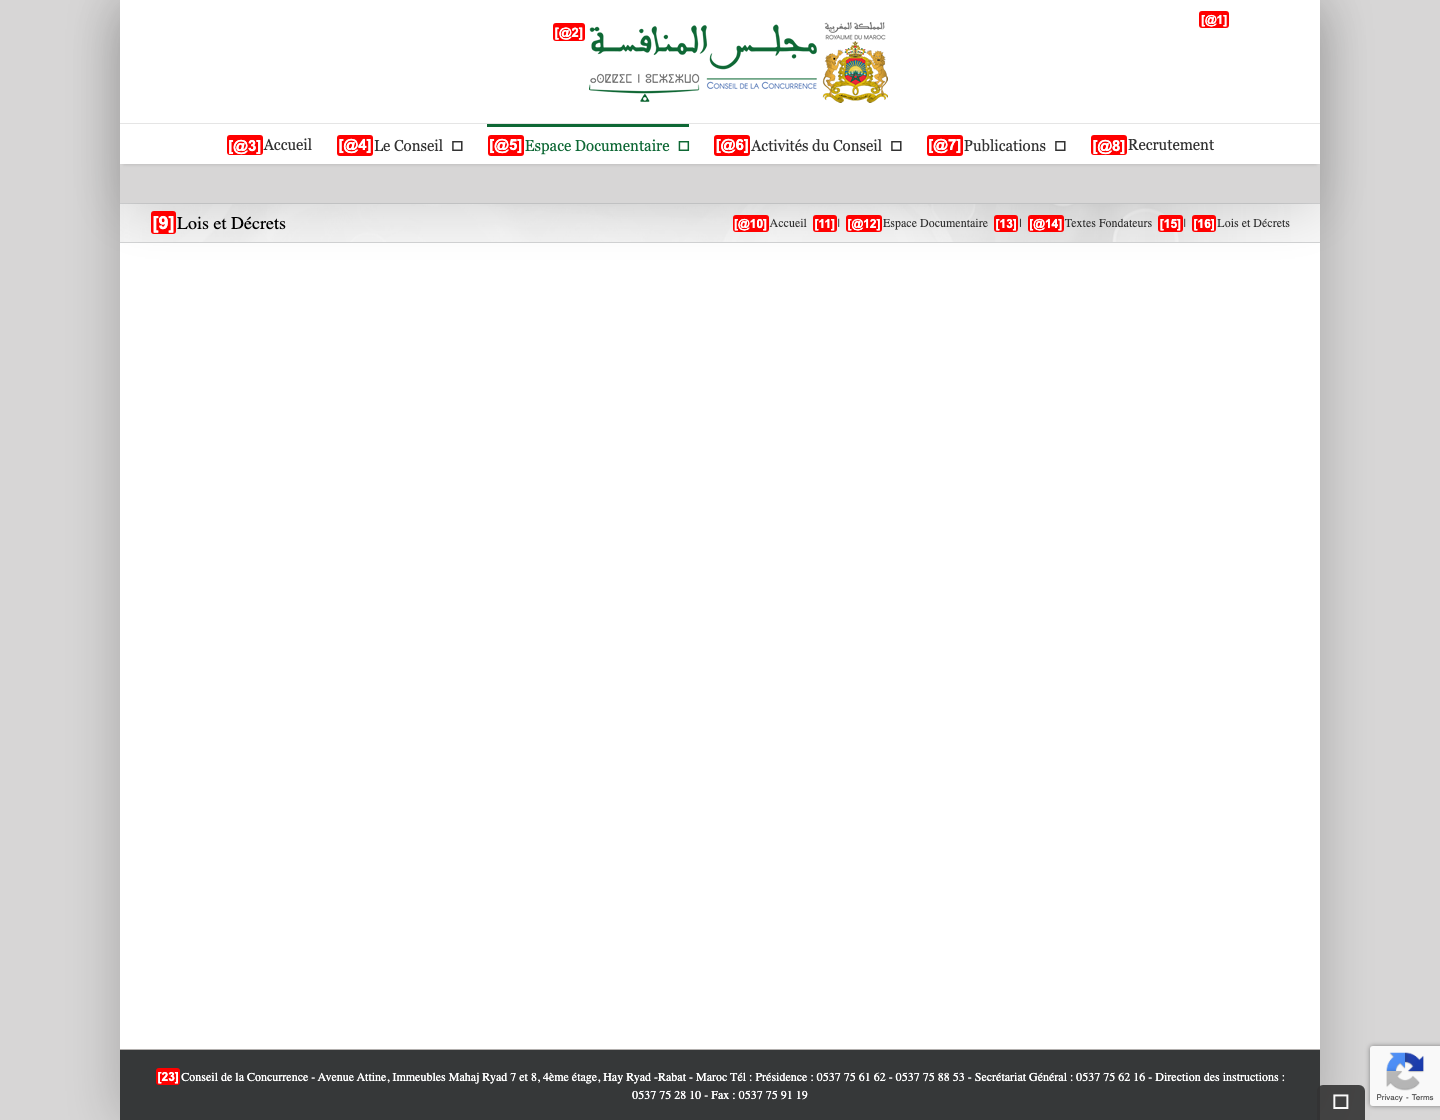 [@1]
المملكة المغربية
ROYAUME DU MAROC
[@2] مجلس المنافسة
ⴰⵙⵇⵇⵉⵎ ⵏ ⵓⵎⵣⵉⵣⵡⵔ
CONSEIL DE LA CONCURRENCE
[@3]Accueil [@4]Le Conseil [@5]Espace Documentaire [@6]Activités du Conseil [@7]Publications [@8]Recrutement
[9]Lois et Décrets [@10]Accueil [11]| [@12]Espace Documentaire [13]| [@14]Textes Fondateurs [15]| [16]Lois et Décrets
[23]Conseil de la Concurrence - Avenue Attine, Immeubles Mahaj Ryad 7 et 8, 4ème étage, Hay Ryad -Rabat - Maroc Tél : Présidence : 0537 75 61 62 - 0537 75 88 53 - Secrétariat Général : 0537 75 62 16 - Direction des instructions :
0537 75 28 10 - Fax : 0537 75 91 19
Privacy - Terms